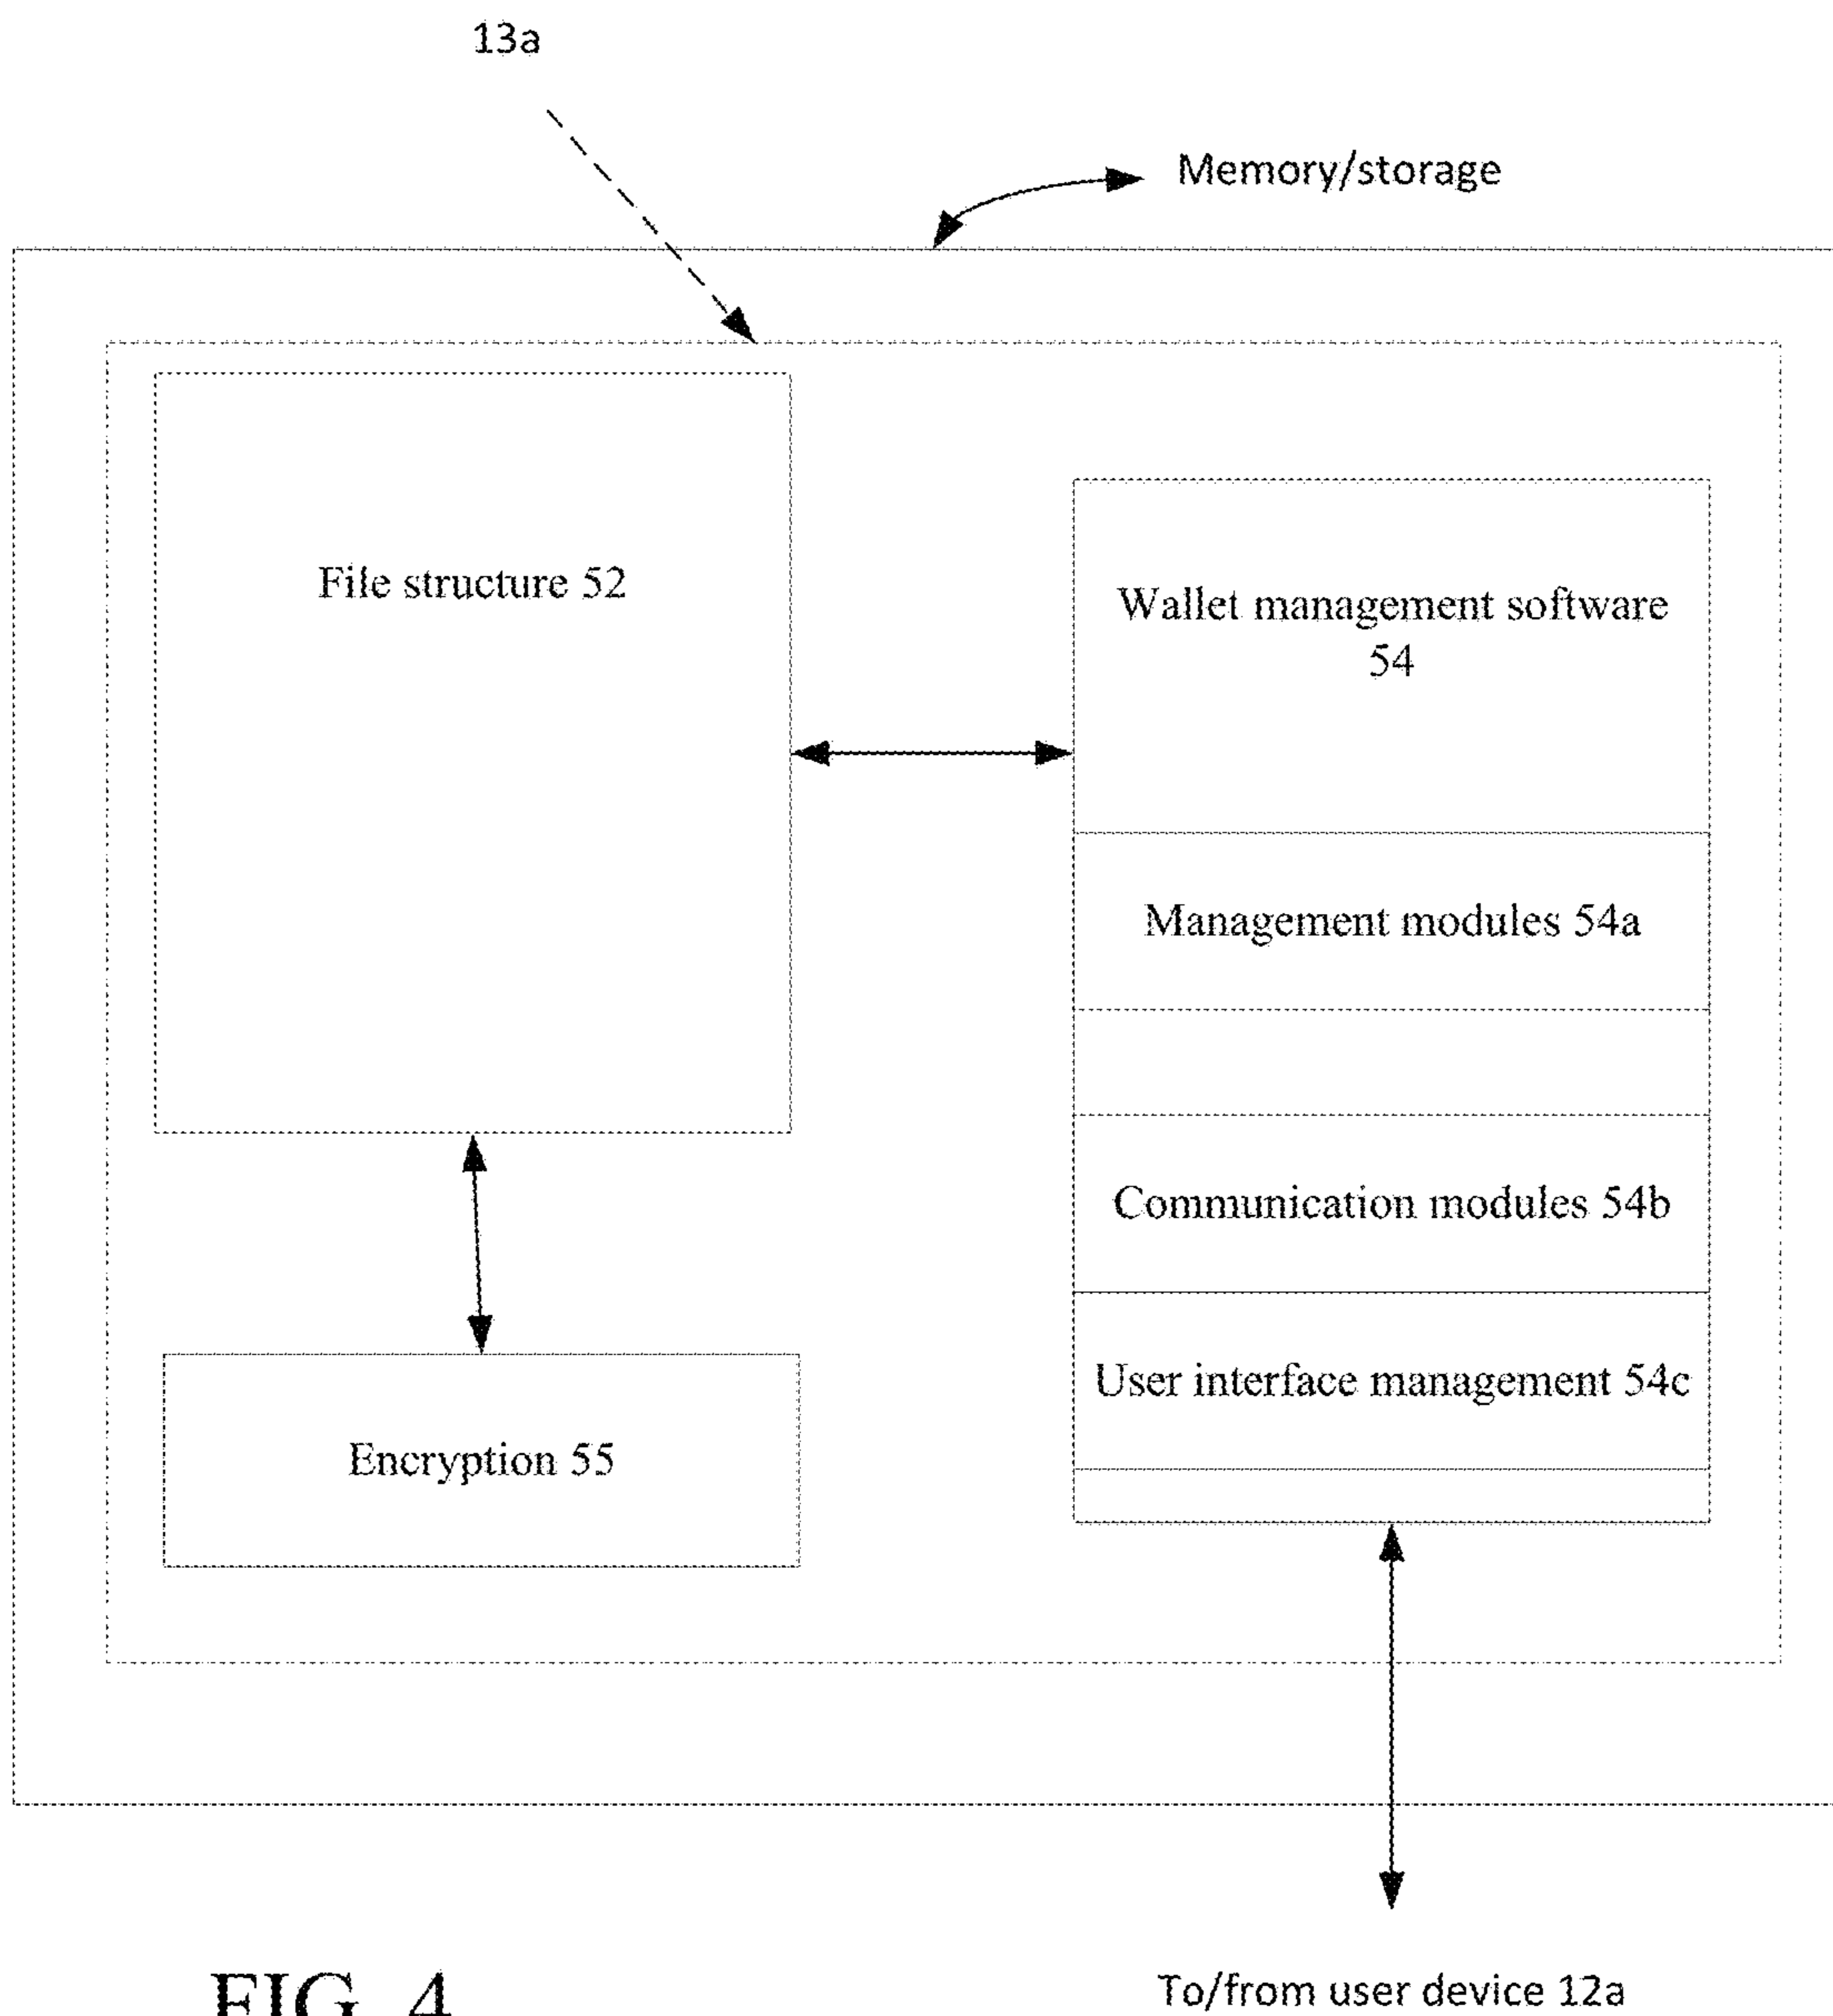 13a
Memory/storage
File structure 52
Wallet management software
54
Management modules 54a
Communication modules 54b
User interface management 54c
Encryption 55
To/from user device 12a
FIG. 4